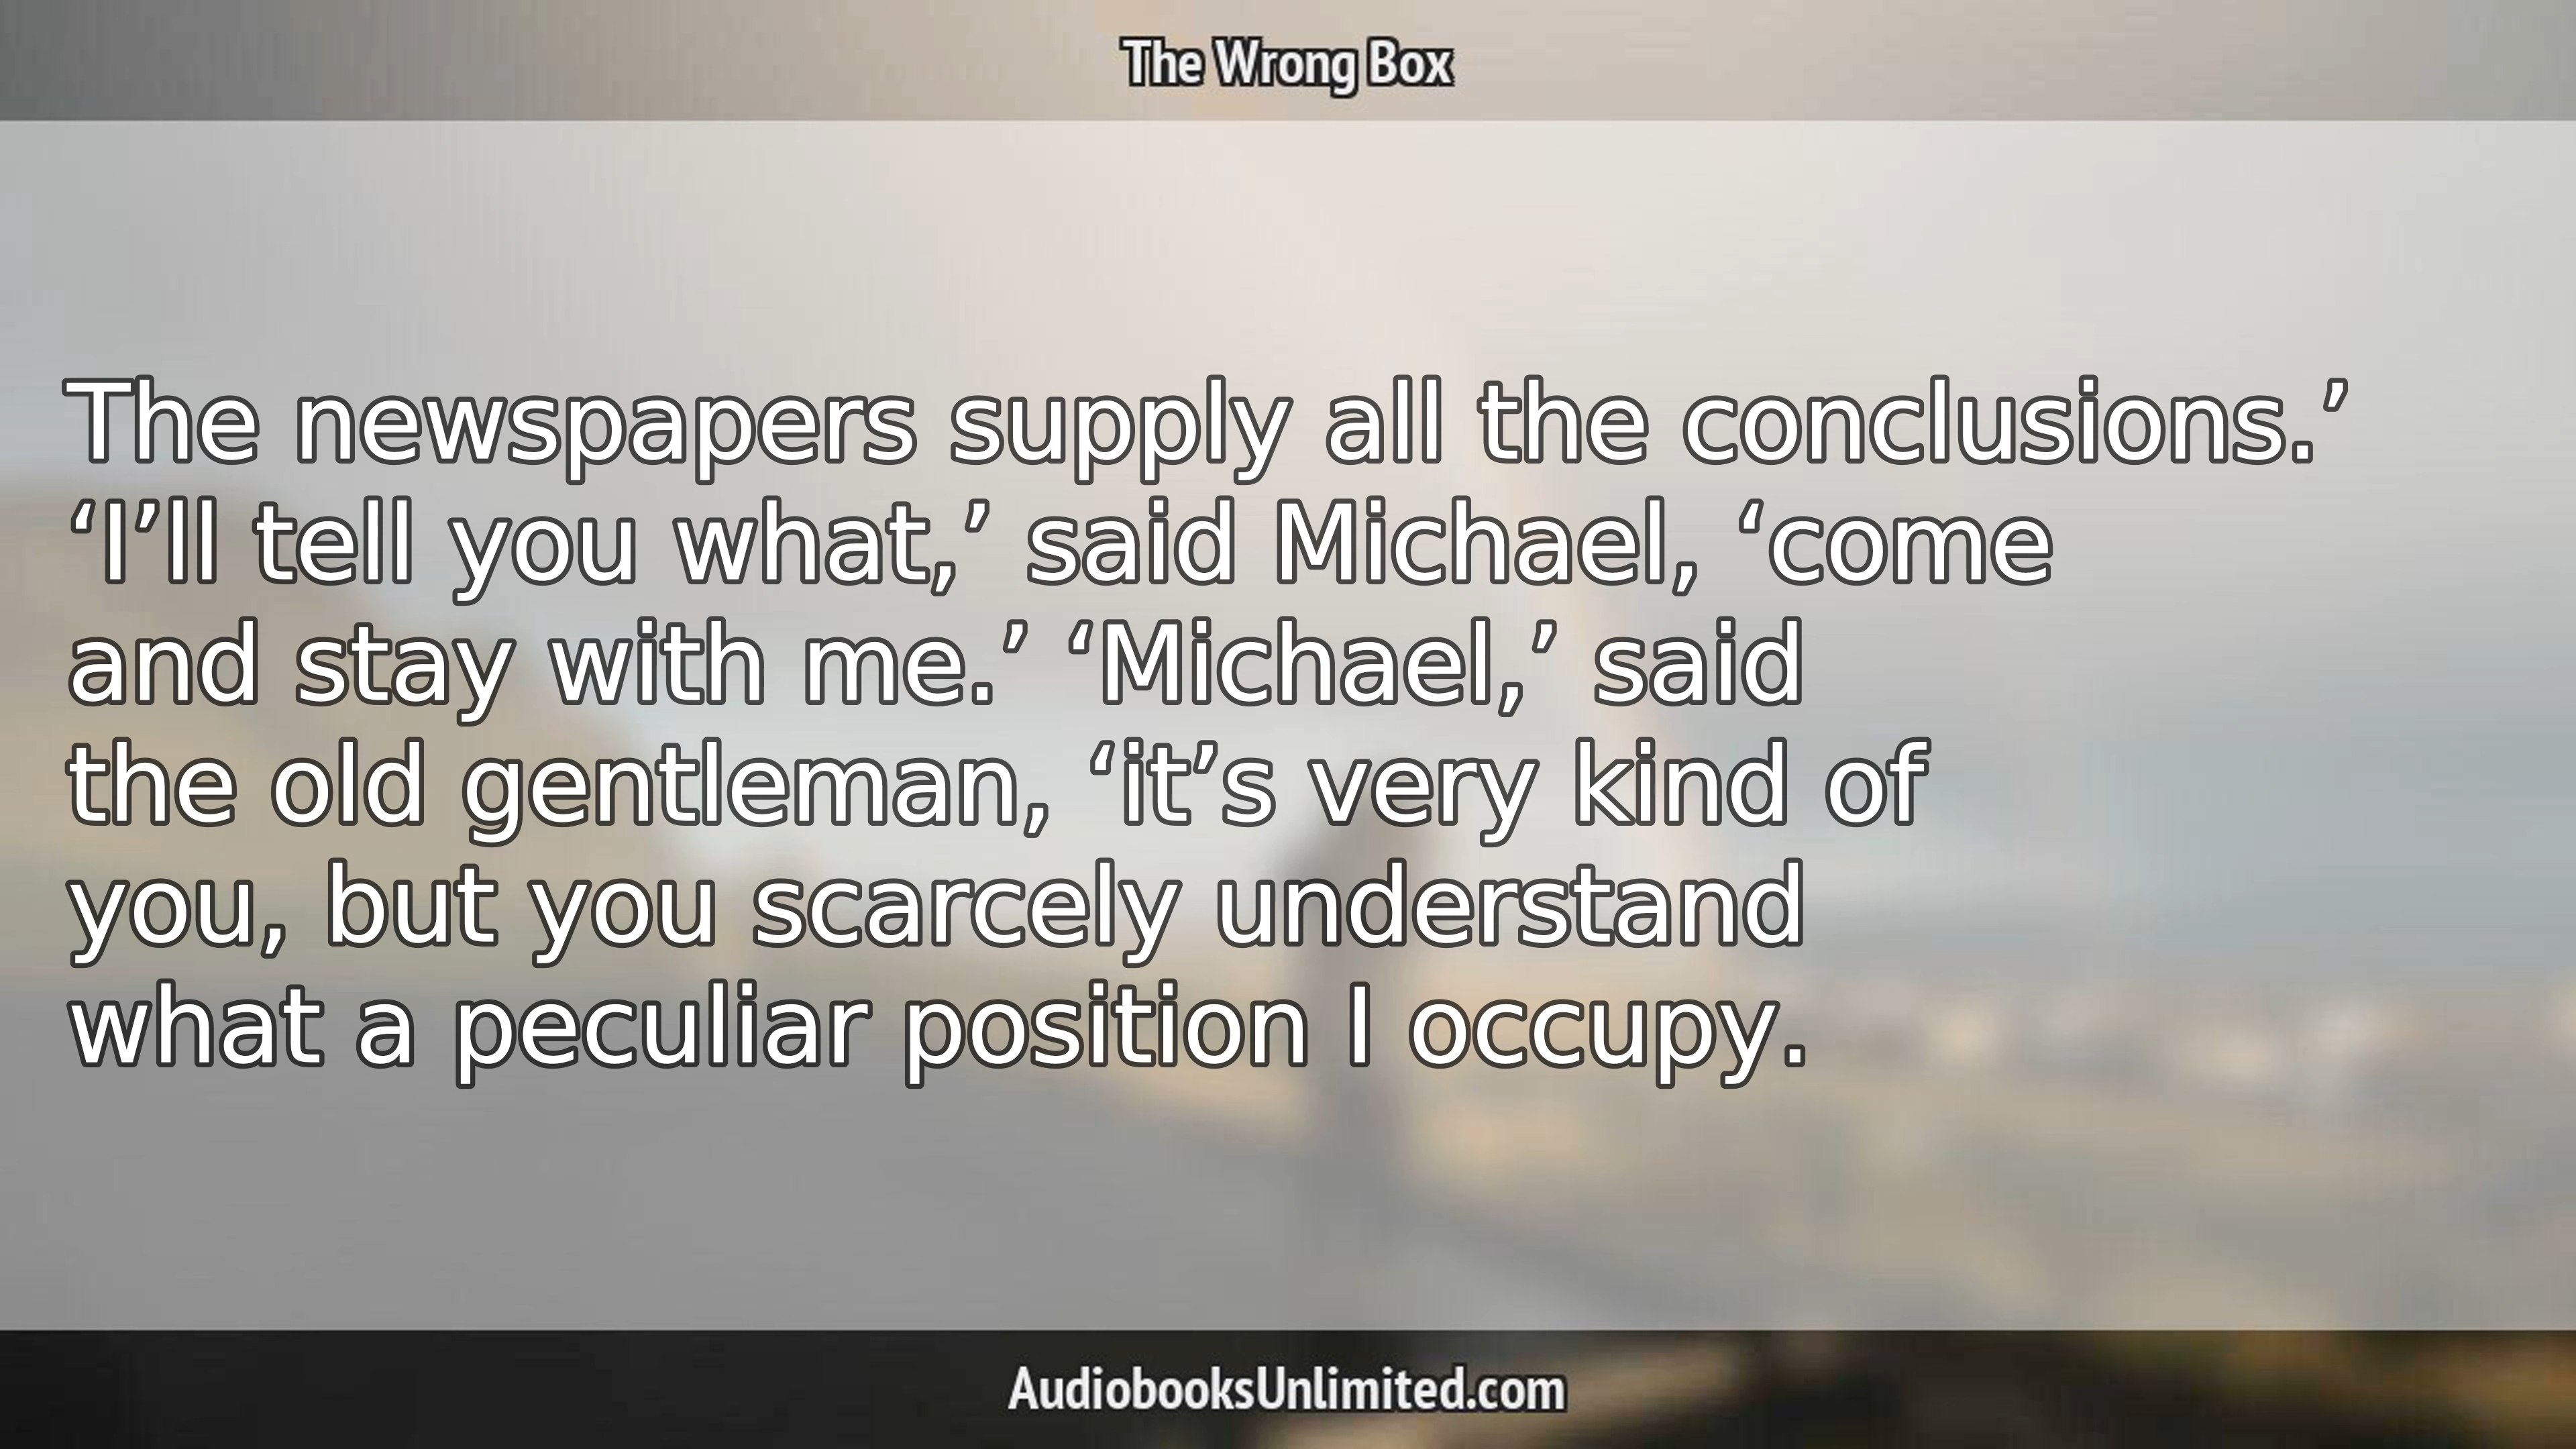 The Wrong Box
The newspapers supply all the conclusions.’
‘I’ll tell you what,’ said Michael, ‘come
and stay with me.’ ‘Michael,’ said
the old gentleman, ‘it’s very kind of
you, but you scarcely understand
what a peculiar position I occupy.
AudiobooksUnlimited.com